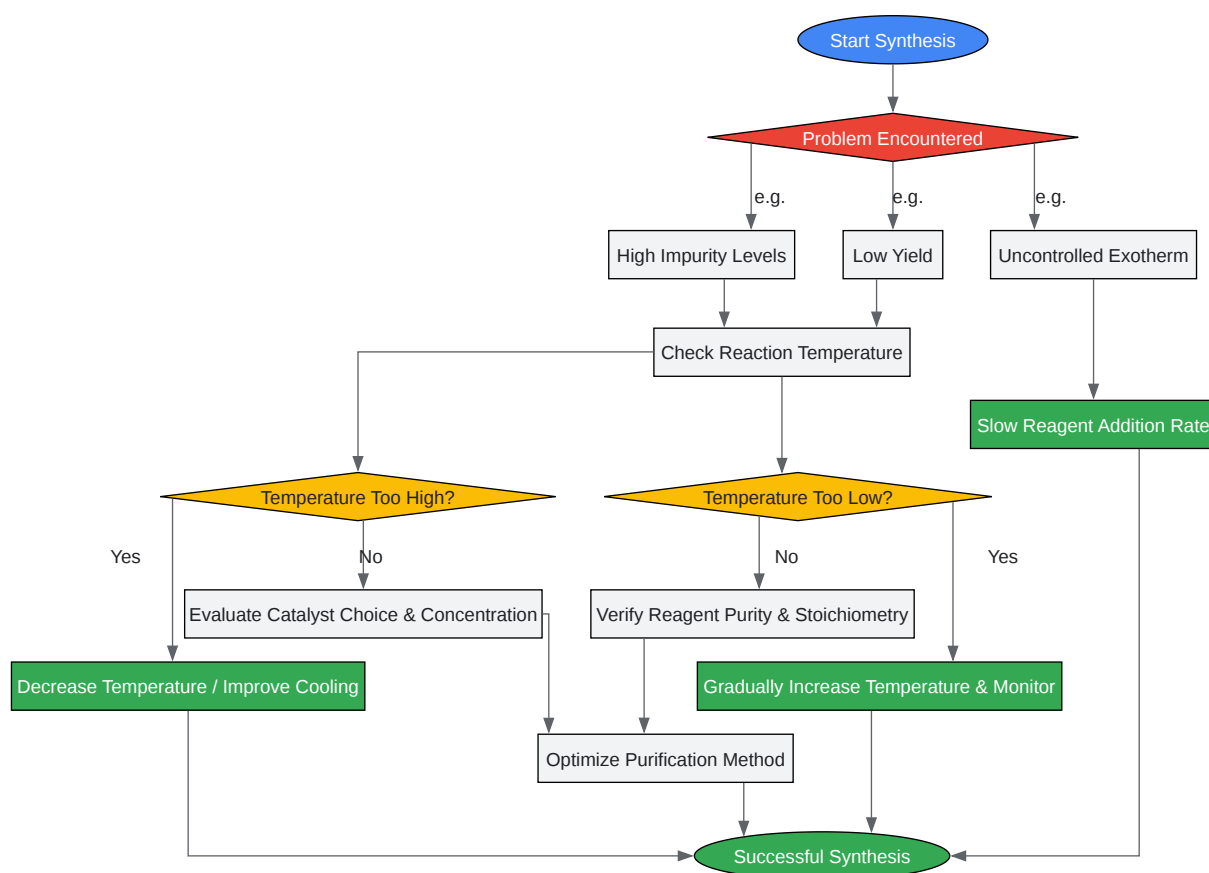 Start Synthesis
Problem Encountered
e.g.
e.g.
e.g.
High Impurity Levels
Low Yield
Uncontrolled Exotherm
Check Reaction Temperature
Slow Reagent Addition Rate
Temperature Too High?
Temperature Too Low?
Yes
No
No
Yes
Evaluate Catalyst Choice & Concentration
Verify Reagent Purity & Stoichiometry
Decrease Temperature / Improve Cooling
Gradually Increase Temperature & Monitor
Optimize Purification Method
Successful Synthesis